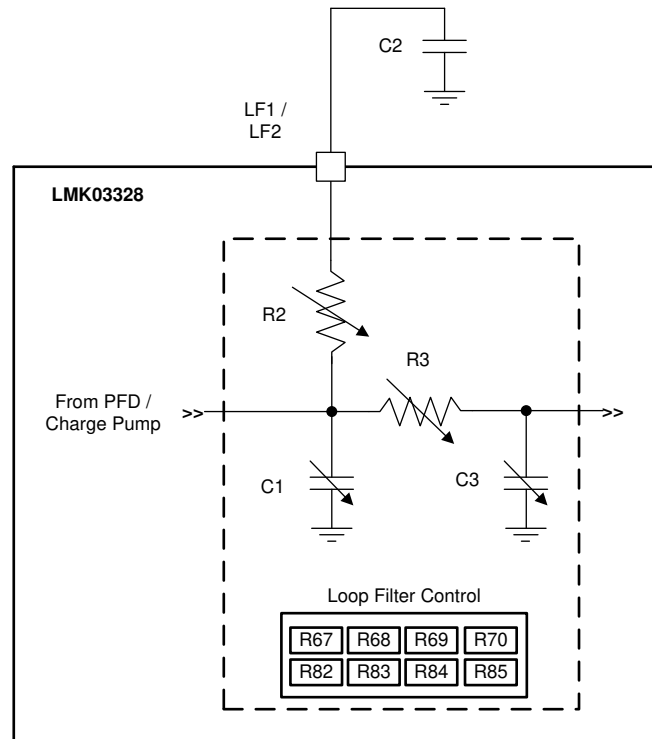 C2
LF1 /
LF2
LMK03328
R2
R3
From PFD /
Charge Pump
>>
>>
C1
C3
Loop Filter Control
R67 R68 R69 R70
R82 R83 R84 R85